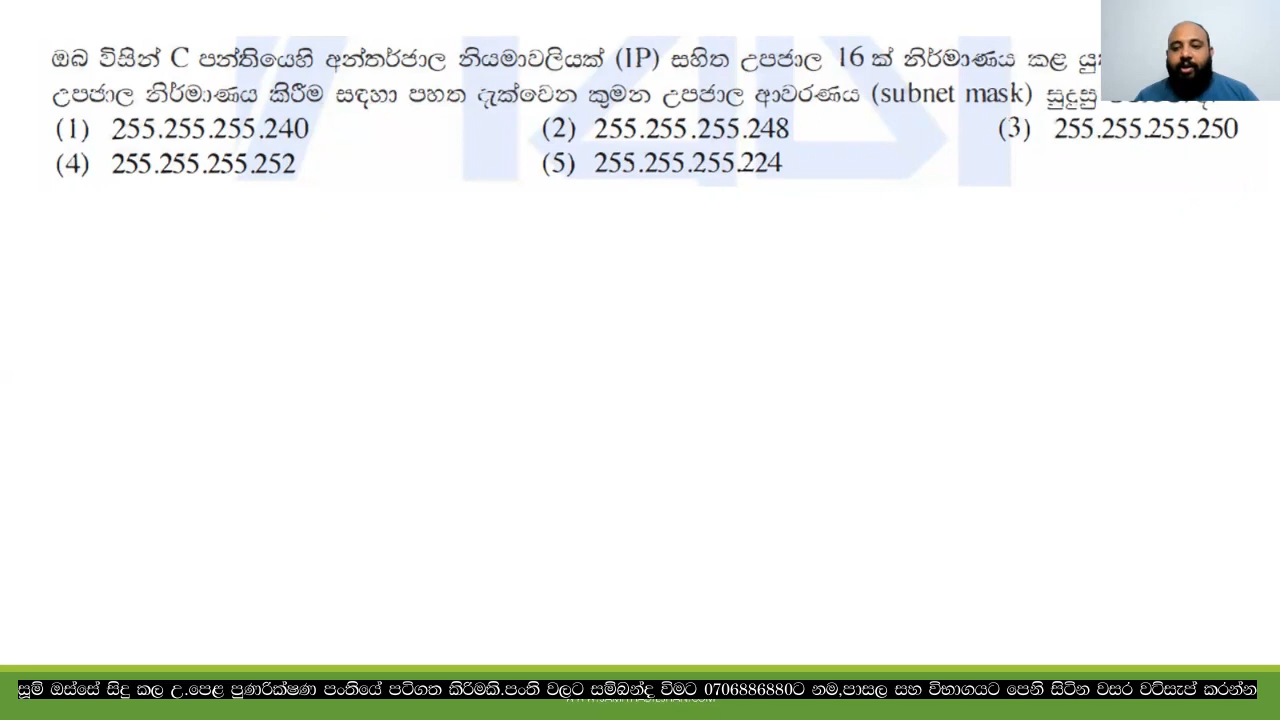 ඔබ විසින් C පන්තියෙහි අන්තර්ජාල නියමාවලියක් (IP) සහිත උපජාල 16 ක් නිර්මාණය කළ
උපජාල නිර්මාණය කිරීම සඳහා පහත දැක්වෙන කුමන උපජාල ආවරණය (subnet mask) සුදුසු
(1) 255.255.255.240 (2) 255.255.255.248 (3) 255.255.255.250
(4) 255.255.255.252 (5) 255.255.255.224
සූම් ඔස්සේ සිදු කල උ.පෙළ පුණරික්ෂණ පංතියේ පටිගත කිරිමකි.පංති වලට සම්බන්ද විමට 0706886880ට නම,පාසල සහ විභාගයට පෙනි සිටින වසර වට්සැප් කරන්න